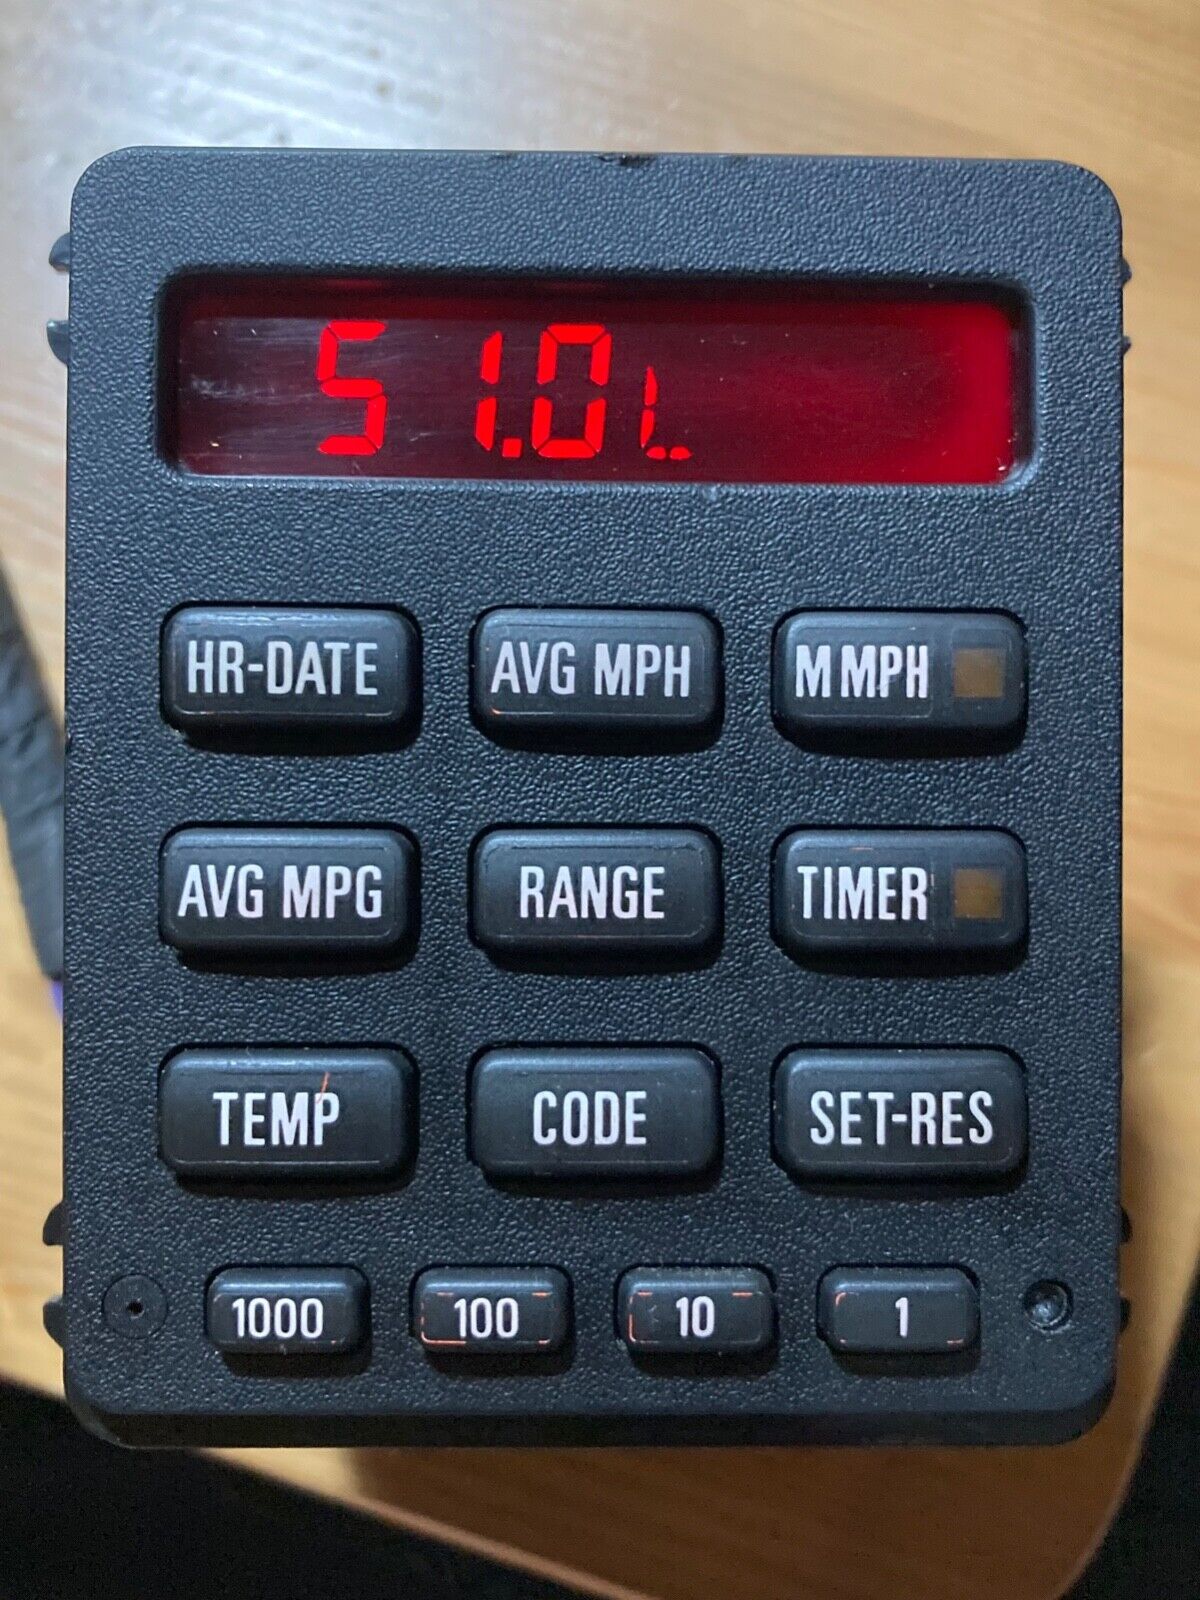 51.0L
HR-DATE AVG MPH M MPH
AVG MPG RANGE TIMER
TEMP CODE SET-RES
1000 100 10 1